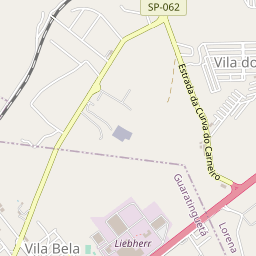 SP-062
Vila do
Estrada da Curva do Carneiro
Guaratinguetá
Lorena
Vila Bela
Liebherr